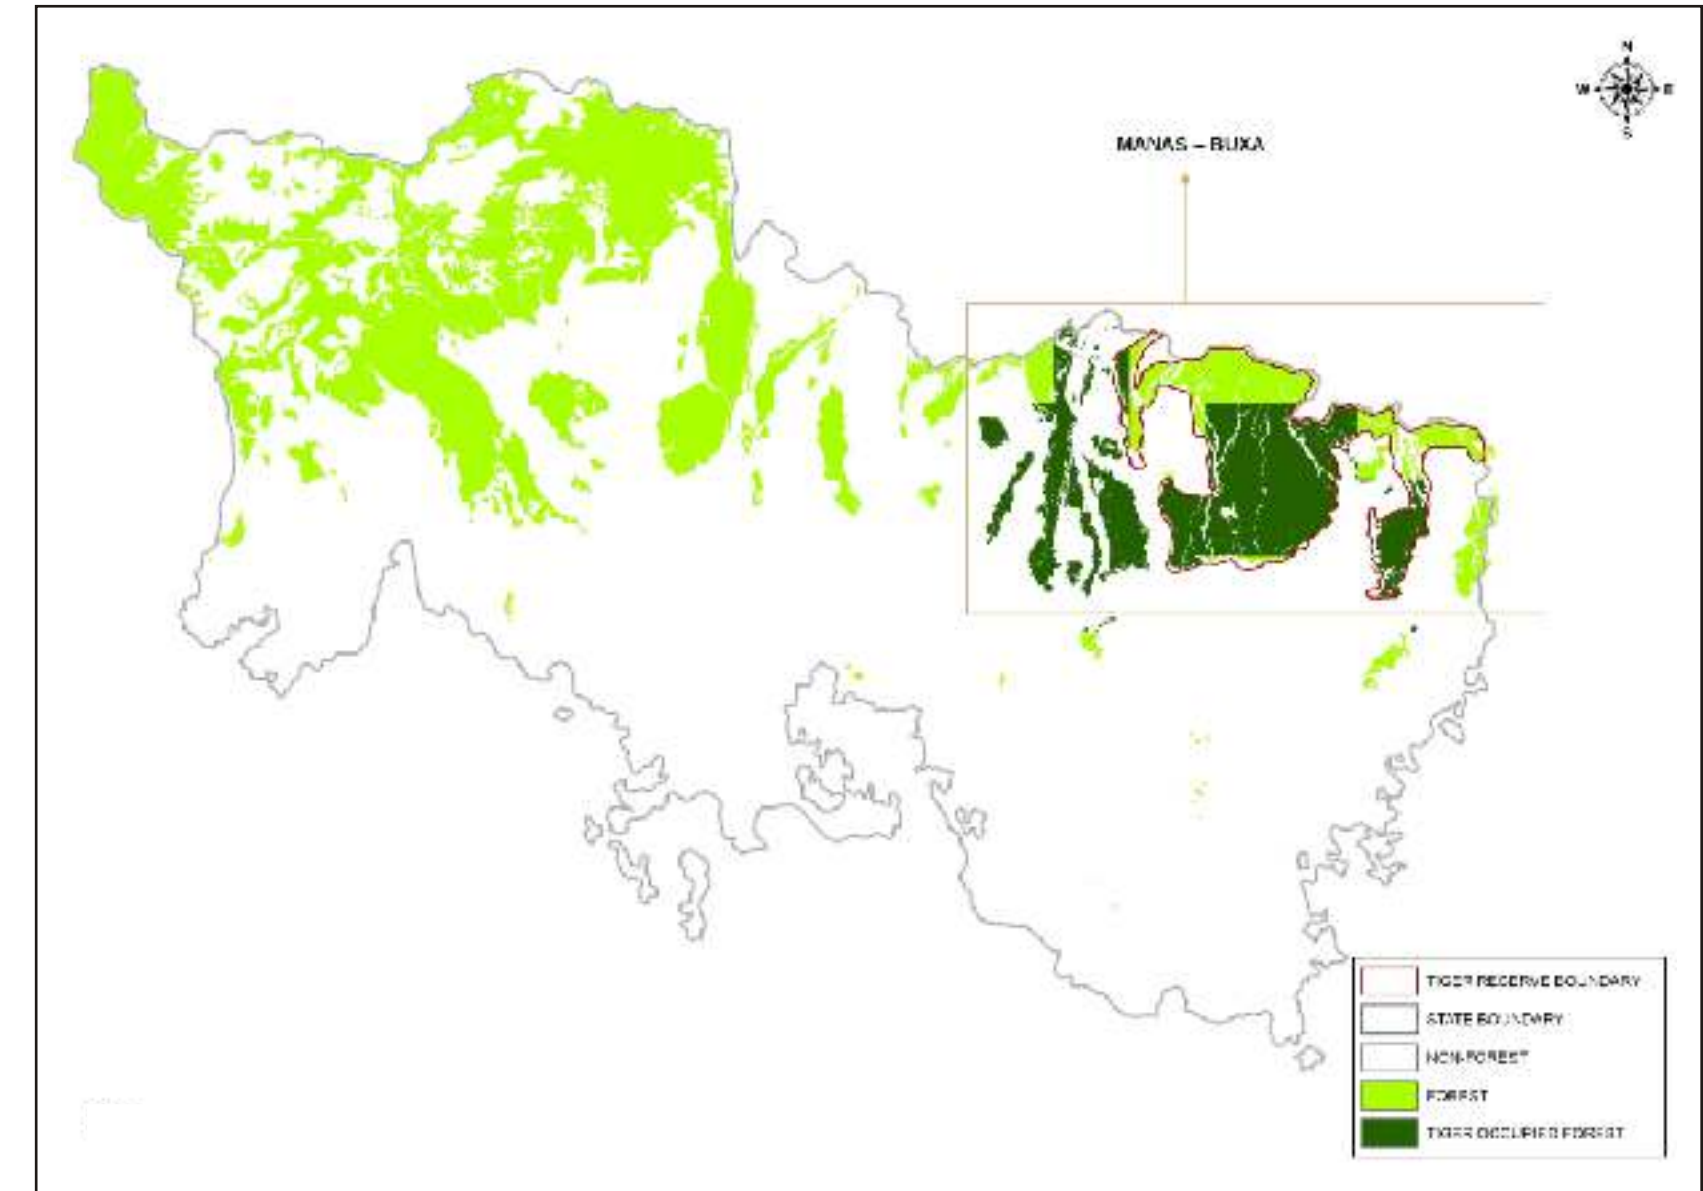 N
W E
S
MANAS – BUXA
TIGER RESERVE BOUNDARY
STATE BOUNDARY
NON-FOREST
FOREST
TIGER OCCUPIED FOREST